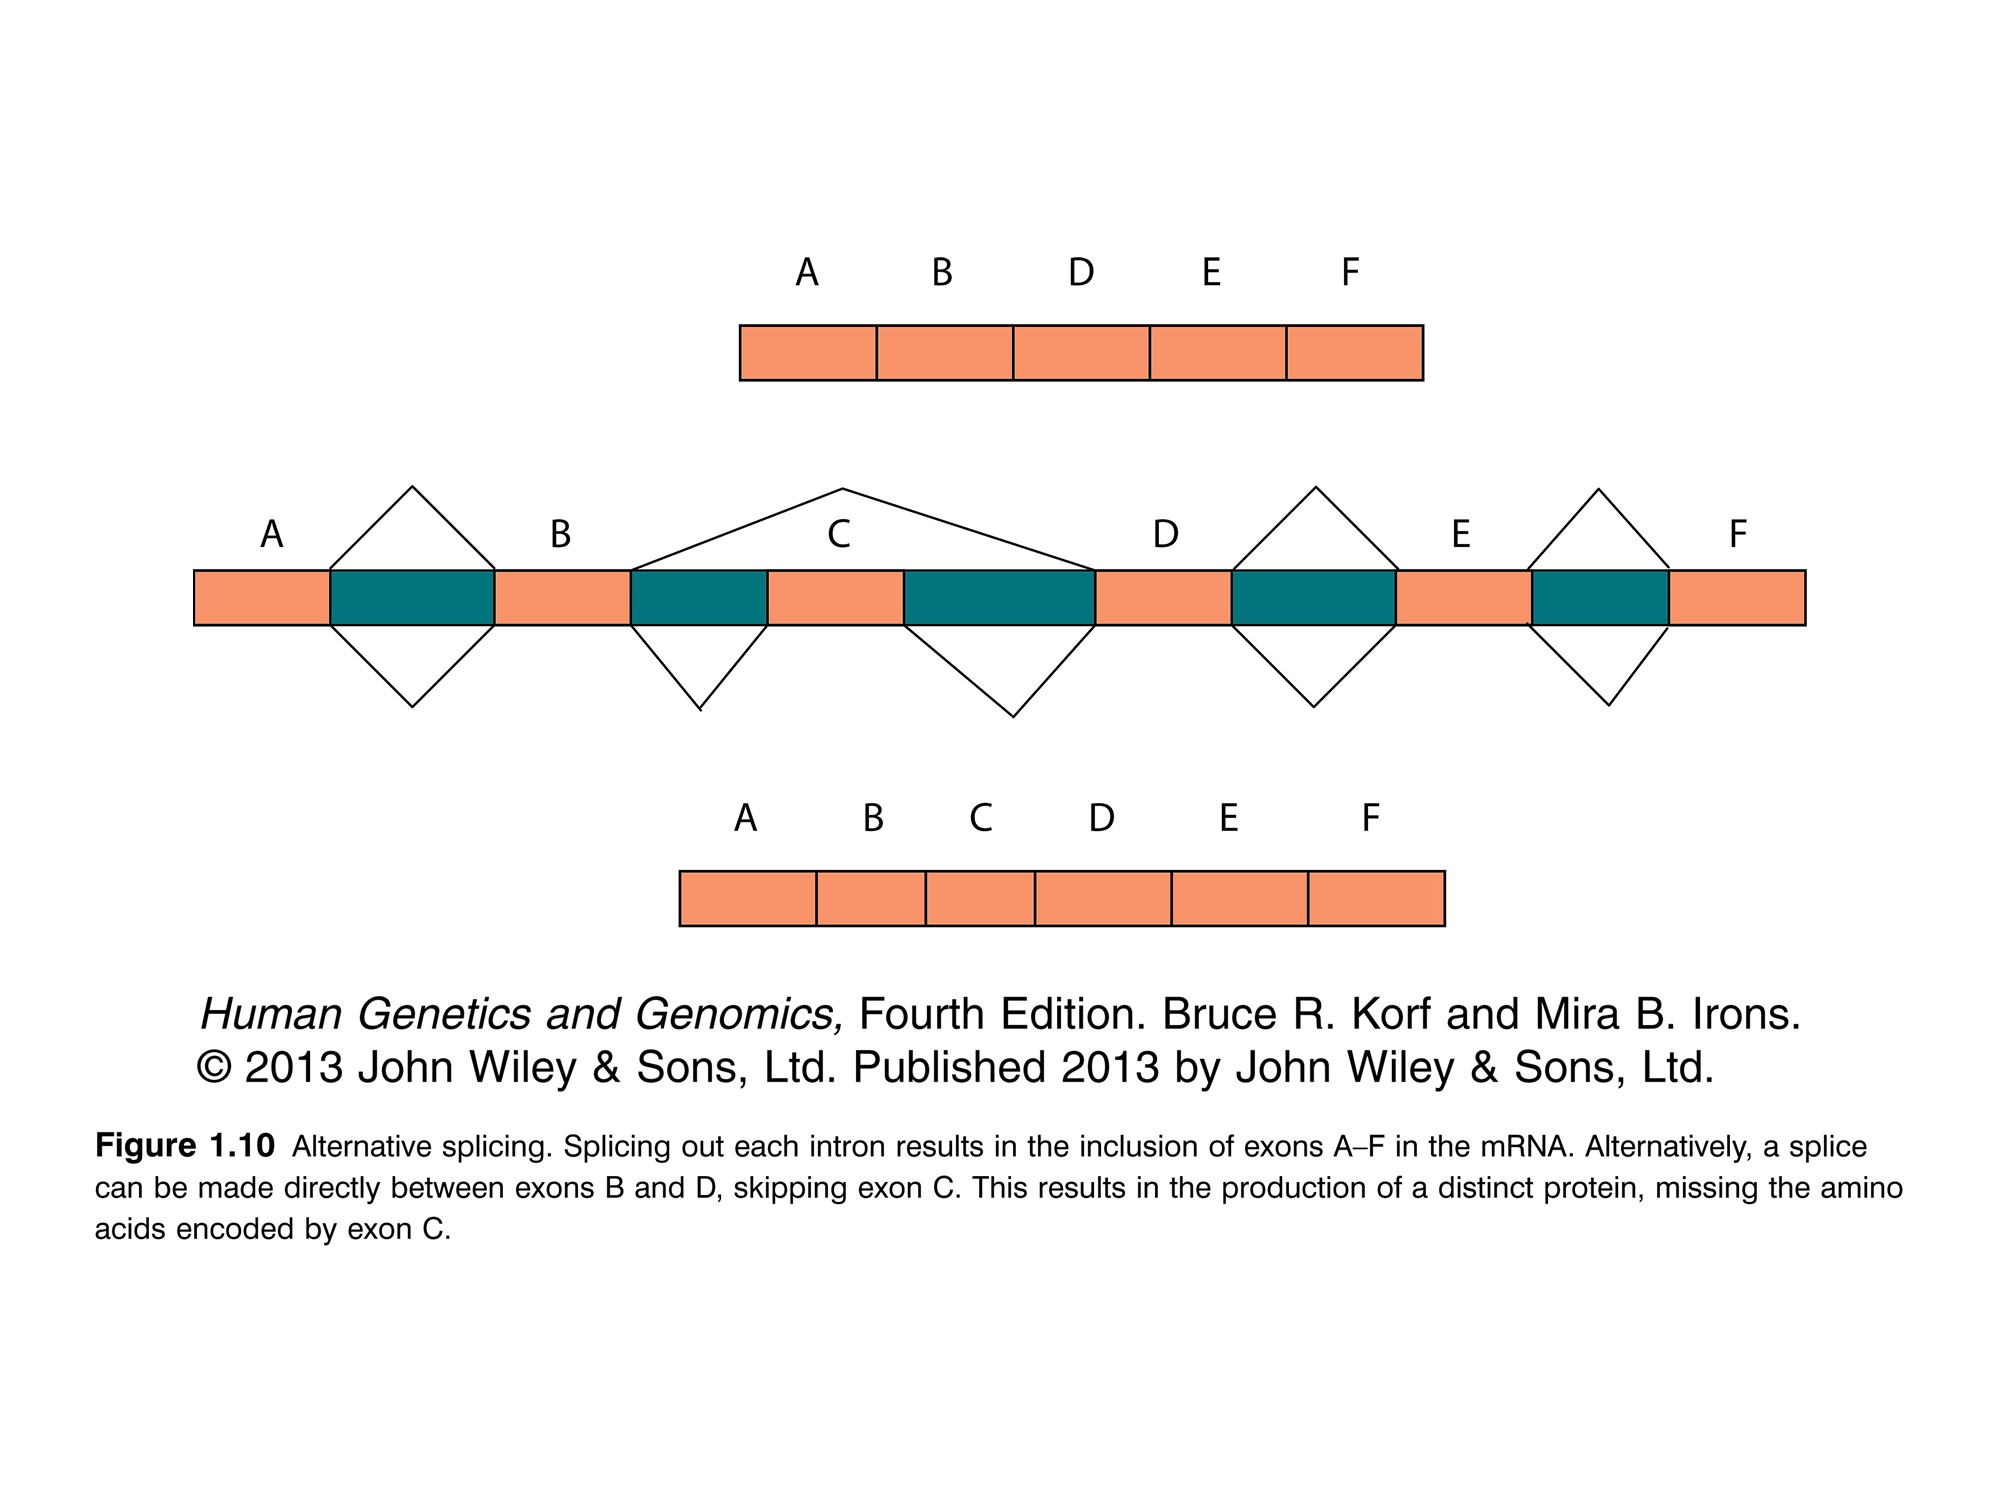 A B D E F
A B C D E F
A B C D E F
Human Genetics and Genomics, Fourth Edition. Bruce R. Korf and Mira B. Irons.
© 2013 John Wiley & Sons, Ltd. Published 2013 by John Wiley & Sons, Ltd.
Figure 1.10 Alternative splicing. Splicing out each intron results in the inclusion of exons A–F in the mRNA. Alternatively, a splice
can be made directly between exons B and D, skipping exon C. This results in the production of a distinct protein, missing the amino
acids encoded by exon C.